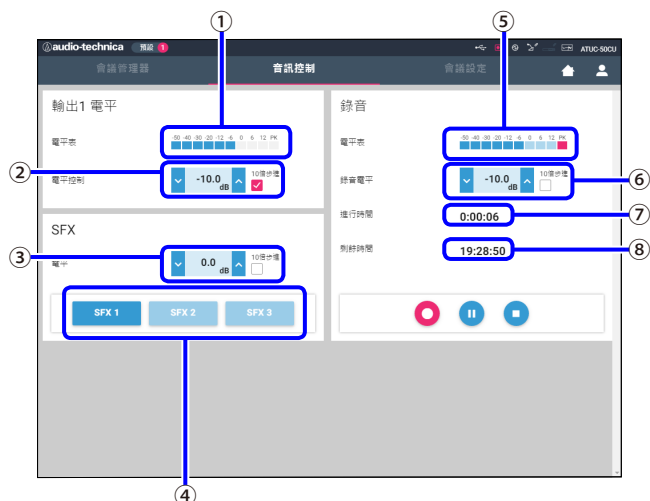 ① ⑤
audio-technica 預設 1 ATUC-50CU
會議管理器 音訊控制 會議設定
輸出1 電平
電平表 -50 -40 -30 -20 -12 -6 0 6 12 PK
②
電平控制 -10.0 dB 10倍步進
SFX
③
電平 0.0 dB 10倍步進
SFX 1 SFX 2 SFX 3
④
錄音
電平表 -50 -40 -30 -20 -12 -6 0 6 12 PK
錄音電平 -10.0 dB 10倍步進 ⑥
進行時間 0:00:06 ⑦
剩餘時間 19:28:50 ⑧